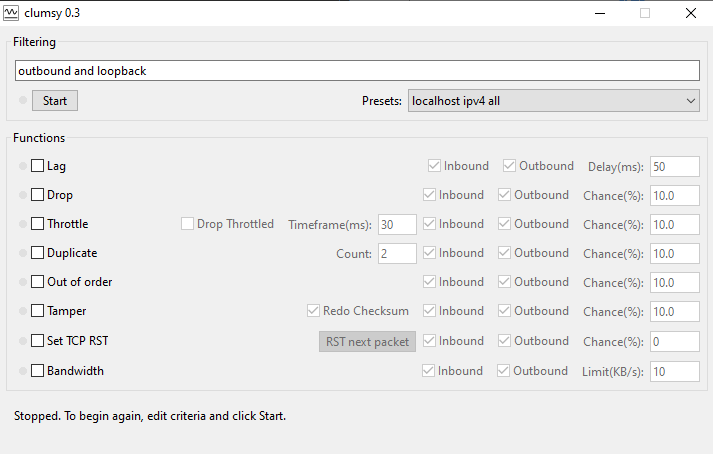 clumsy 0.3
Filtering
outbound and loopback
Start Presets: localhost ipv4 all
Functions
Lag Inbound Outbound Delay(ms): 50
Drop Inbound Outbound Chance(%): 10.0
Throttle Drop Throttled Timeframe(ms): 30 Inbound Outbound Chance(%): 10.0
Duplicate Count: 2 Inbound Outbound Chance(%): 10.0
Out of order Inbound Outbound Chance(%): 10.0
Tamper Redo Checksum Inbound Outbound Chance(%): 10.0
Set TCP RST RST next packet Inbound Outbound Chance(%): 0
Bandwidth Inbound Outbound Limit(KB/s): 10
Stopped. To begin again, edit criteria and click Start.